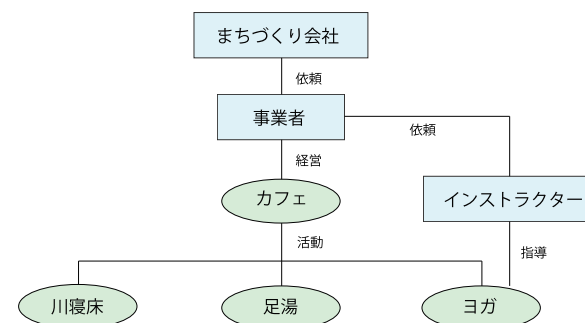 まちづくり会社
依頼
事業者
依頼
経営
カフェ
インストラクター
活動
指導
川寝床
足湯
ヨガ